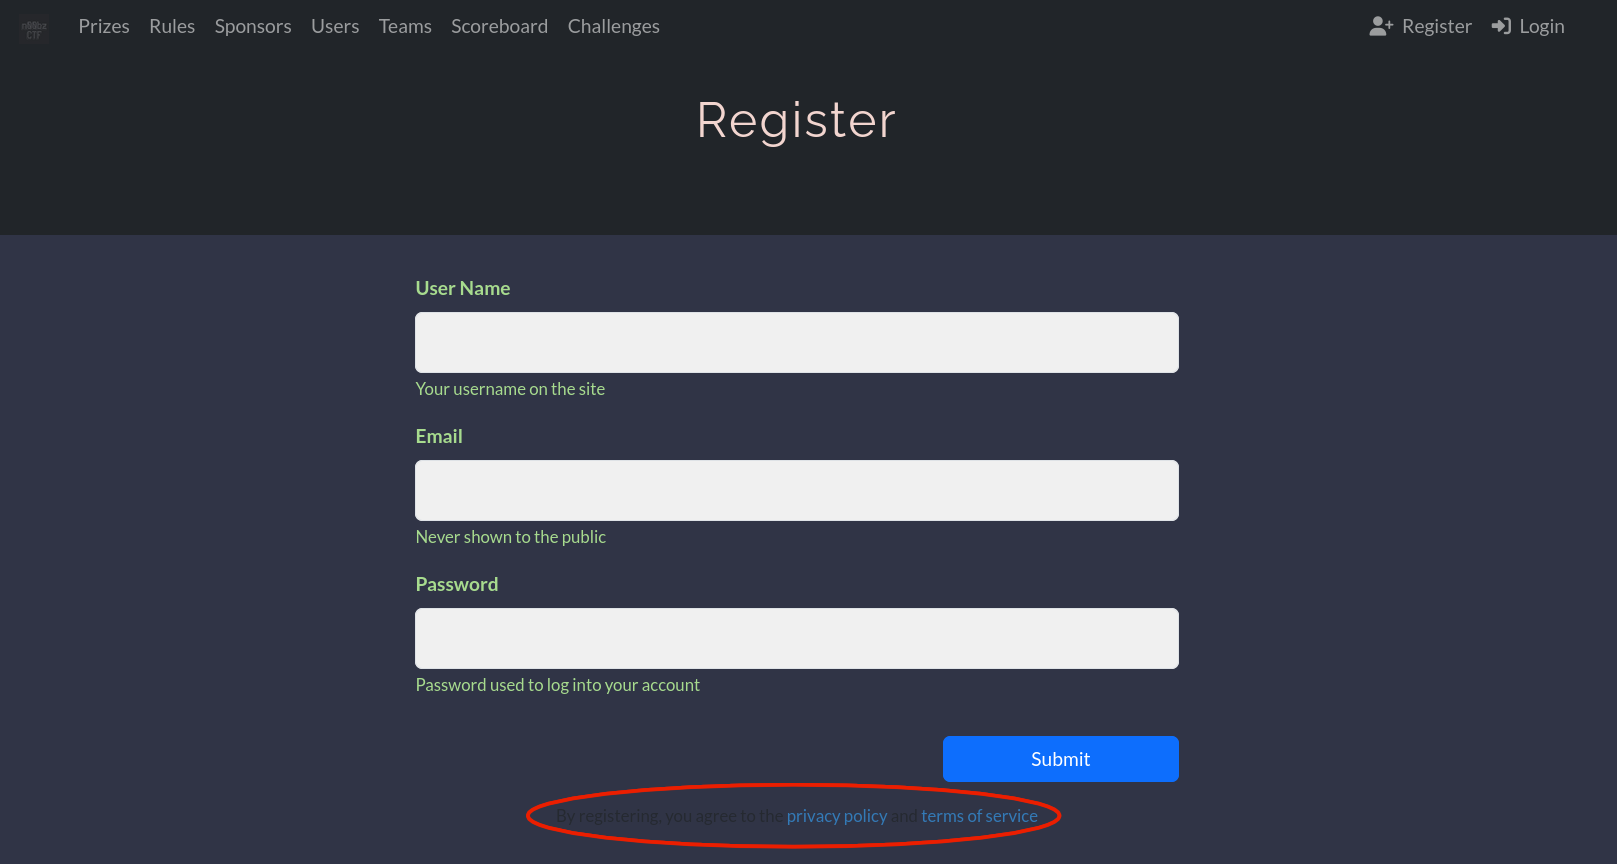 Prizes Rules Sponsors Users Teams Scoreboard Challenges Register Login
Register
User Name
Your username on the site
Email
Never shown to the public
Password
Password used to log into your account
Submit
By registering, you agree to the privacy policy and terms of service